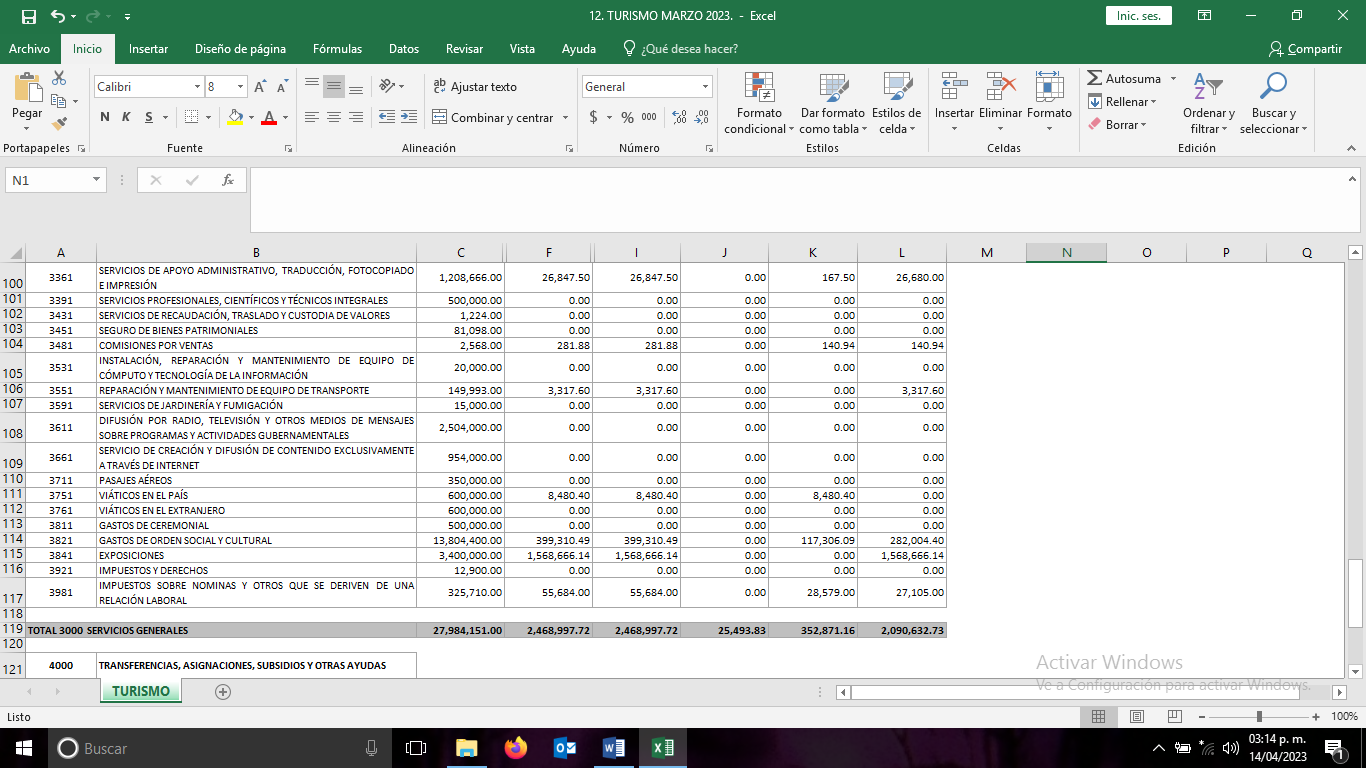 12. TURISMO MARZO 2023. - Excel
Inic. ses.
Archivo Inicio Insertar Diseño de página Fórmulas Datos Revisar Vista Ayuda ¿Qué desea hacer? Compartir
Pegar
Calibri 8
N K S
Ajustar texto
Combinar y centrar
General
$ % 000
Formato condicional
Dar formato como tabla
Estilos de celda
Insertar Eliminar Formato
Autosuma
Rellenar
Borrar
Ordenar y filtrar
Buscar y seleccionar
Portapapeles Fuente Alineación Número Estilos Celdas Edición
N1 fx
A B C F I J K L M N O P Q
100 3361 SERVICIOS DE APOYO ADMINISTRATIVO, TRADUCCIÓN, FOTOCOPIADO
E IMPRESIÓN 1,208,666.00 26,847.50 26,847.50 0.00 167.50 26,680.00
101 3391 SERVICIOS PROFESIONALES, CIENTÍFICOS Y TÉCNICOS INTEGRALES 500,000.00 0.00 0.00 0.00 0.00 0.00
102 3431 SERVICIOS DE RECAUDACIÓN, TRASLADO Y CUSTODIA DE VALORES 1,224.00 0.00 0.00 0.00 0.00 0.00
103 3451 SEGURO DE BIENES PATRIMONIALES 81,098.00 0.00 0.00 0.00 0.00 0.00
104 3481 COMISIONES POR VENTAS 2,568.00 281.88 281.88 0.00 140.94 140.94
105 3531 INSTALACIÓN, REPARACIÓN Y MANTENIMIENTO DE EQUIPO DE
CÓMPUTO Y TECNOLOGÍA DE LA INFORMACIÓN 20,000.00 0.00 0.00 0.00 0.00 0.00
106 3551 REPARACIÓN Y MANTENIMIENTO DE EQUIPO DE TRANSPORTE 149,993.00 3,317.60 3,317.60 0.00 0.00 3,317.60
107 3591 SERVICIOS DE JARDINERÍA Y FUMIGACIÓN 15,000.00 0.00 0.00 0.00 0.00 0.00
108 3611 DIFUSIÓN POR RADIO, TELEVISIÓN Y OTROS MEDIOS DE MENSAJES
SOBRE PROGRAMAS Y ACTIVIDADES GUBERNAMENTALES 2,504,000.00 0.00 0.00 0.00 0.00 0.00
109 3661 SERVICIO DE CREACIÓN Y DIFUSIÓN DE CONTENIDO EXCLUSIVAMENTE
A TRAVÉS DE INTERNET 954,000.00 0.00 0.00 0.00 0.00 0.00
110 3711 PASAJES AÉREOS 350,000.00 0.00 0.00 0.00 0.00 0.00
111 3751 VIÁTICOS EN EL PAÍS 600,000.00 8,480.40 8,480.40 0.00 8,480.40 0.00
112 3761 VIÁTICOS EN EL EXTRANJERO 600,000.00 0.00 0.00 0.00 0.00 0.00
113 3811 GASTOS DE CEREMONIAL 500,000.00 0.00 0.00 0.00 0.00 0.00
114 3821 GASTOS DE ORDEN SOCIAL Y CULTURAL 13,804,400.00 399,310.49 399,310.49 0.00 117,306.09 282,004.40
115 3841 EXPOSICIONES 3,400,000.00 1,568,666.14 1,568,666.14 0.00 0.00 1,568,666.14
116 3921 IMPUESTOS Y DERECHOS 12,900.00 0.00 0.00 0.00 0.00 0.00
117 3981 IMPUESTOS SOBRE NOMINAS Y OTROS QUE SE DERIVEN DE UNA
RELACIÓN LABORAL 325,710.00 55,684.00 55,684.00 0.00 28,579.00 27,105.00
118
119 TOTAL 3000 SERVICIOS GENERALES 27,984,151.00 2,468,997.72 2,468,997.72 25,493.83 352,871.16 2,090,632.73
120
121 4000 TRANSFERENCIAS, ASIGNACIONES, SUBSIDIOS Y OTRAS AYUDAS
Activar Windows
Ve a Configuración para activar Windows.
TURISMO
Listo 100%
Buscar
03:14 p. m.
14/04/2023
1